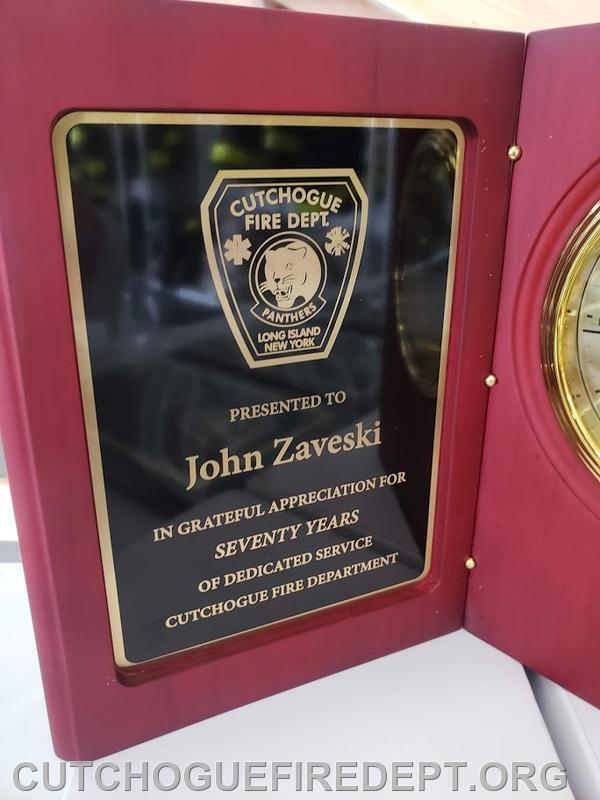 CUTCHOGUE
FIRE DEPT.
PANTHERS
LONG ISLAND
NEW YORK
PRESENTED TO
John Zaveski
IN GRATEFUL APPRECIATION FOR
SEVENTY YEARS
OF DEDICATED SERVICE
CUTCHOGUE FIRE DEPARTMENT
CUTCHOGUEFIREDEPT.ORG